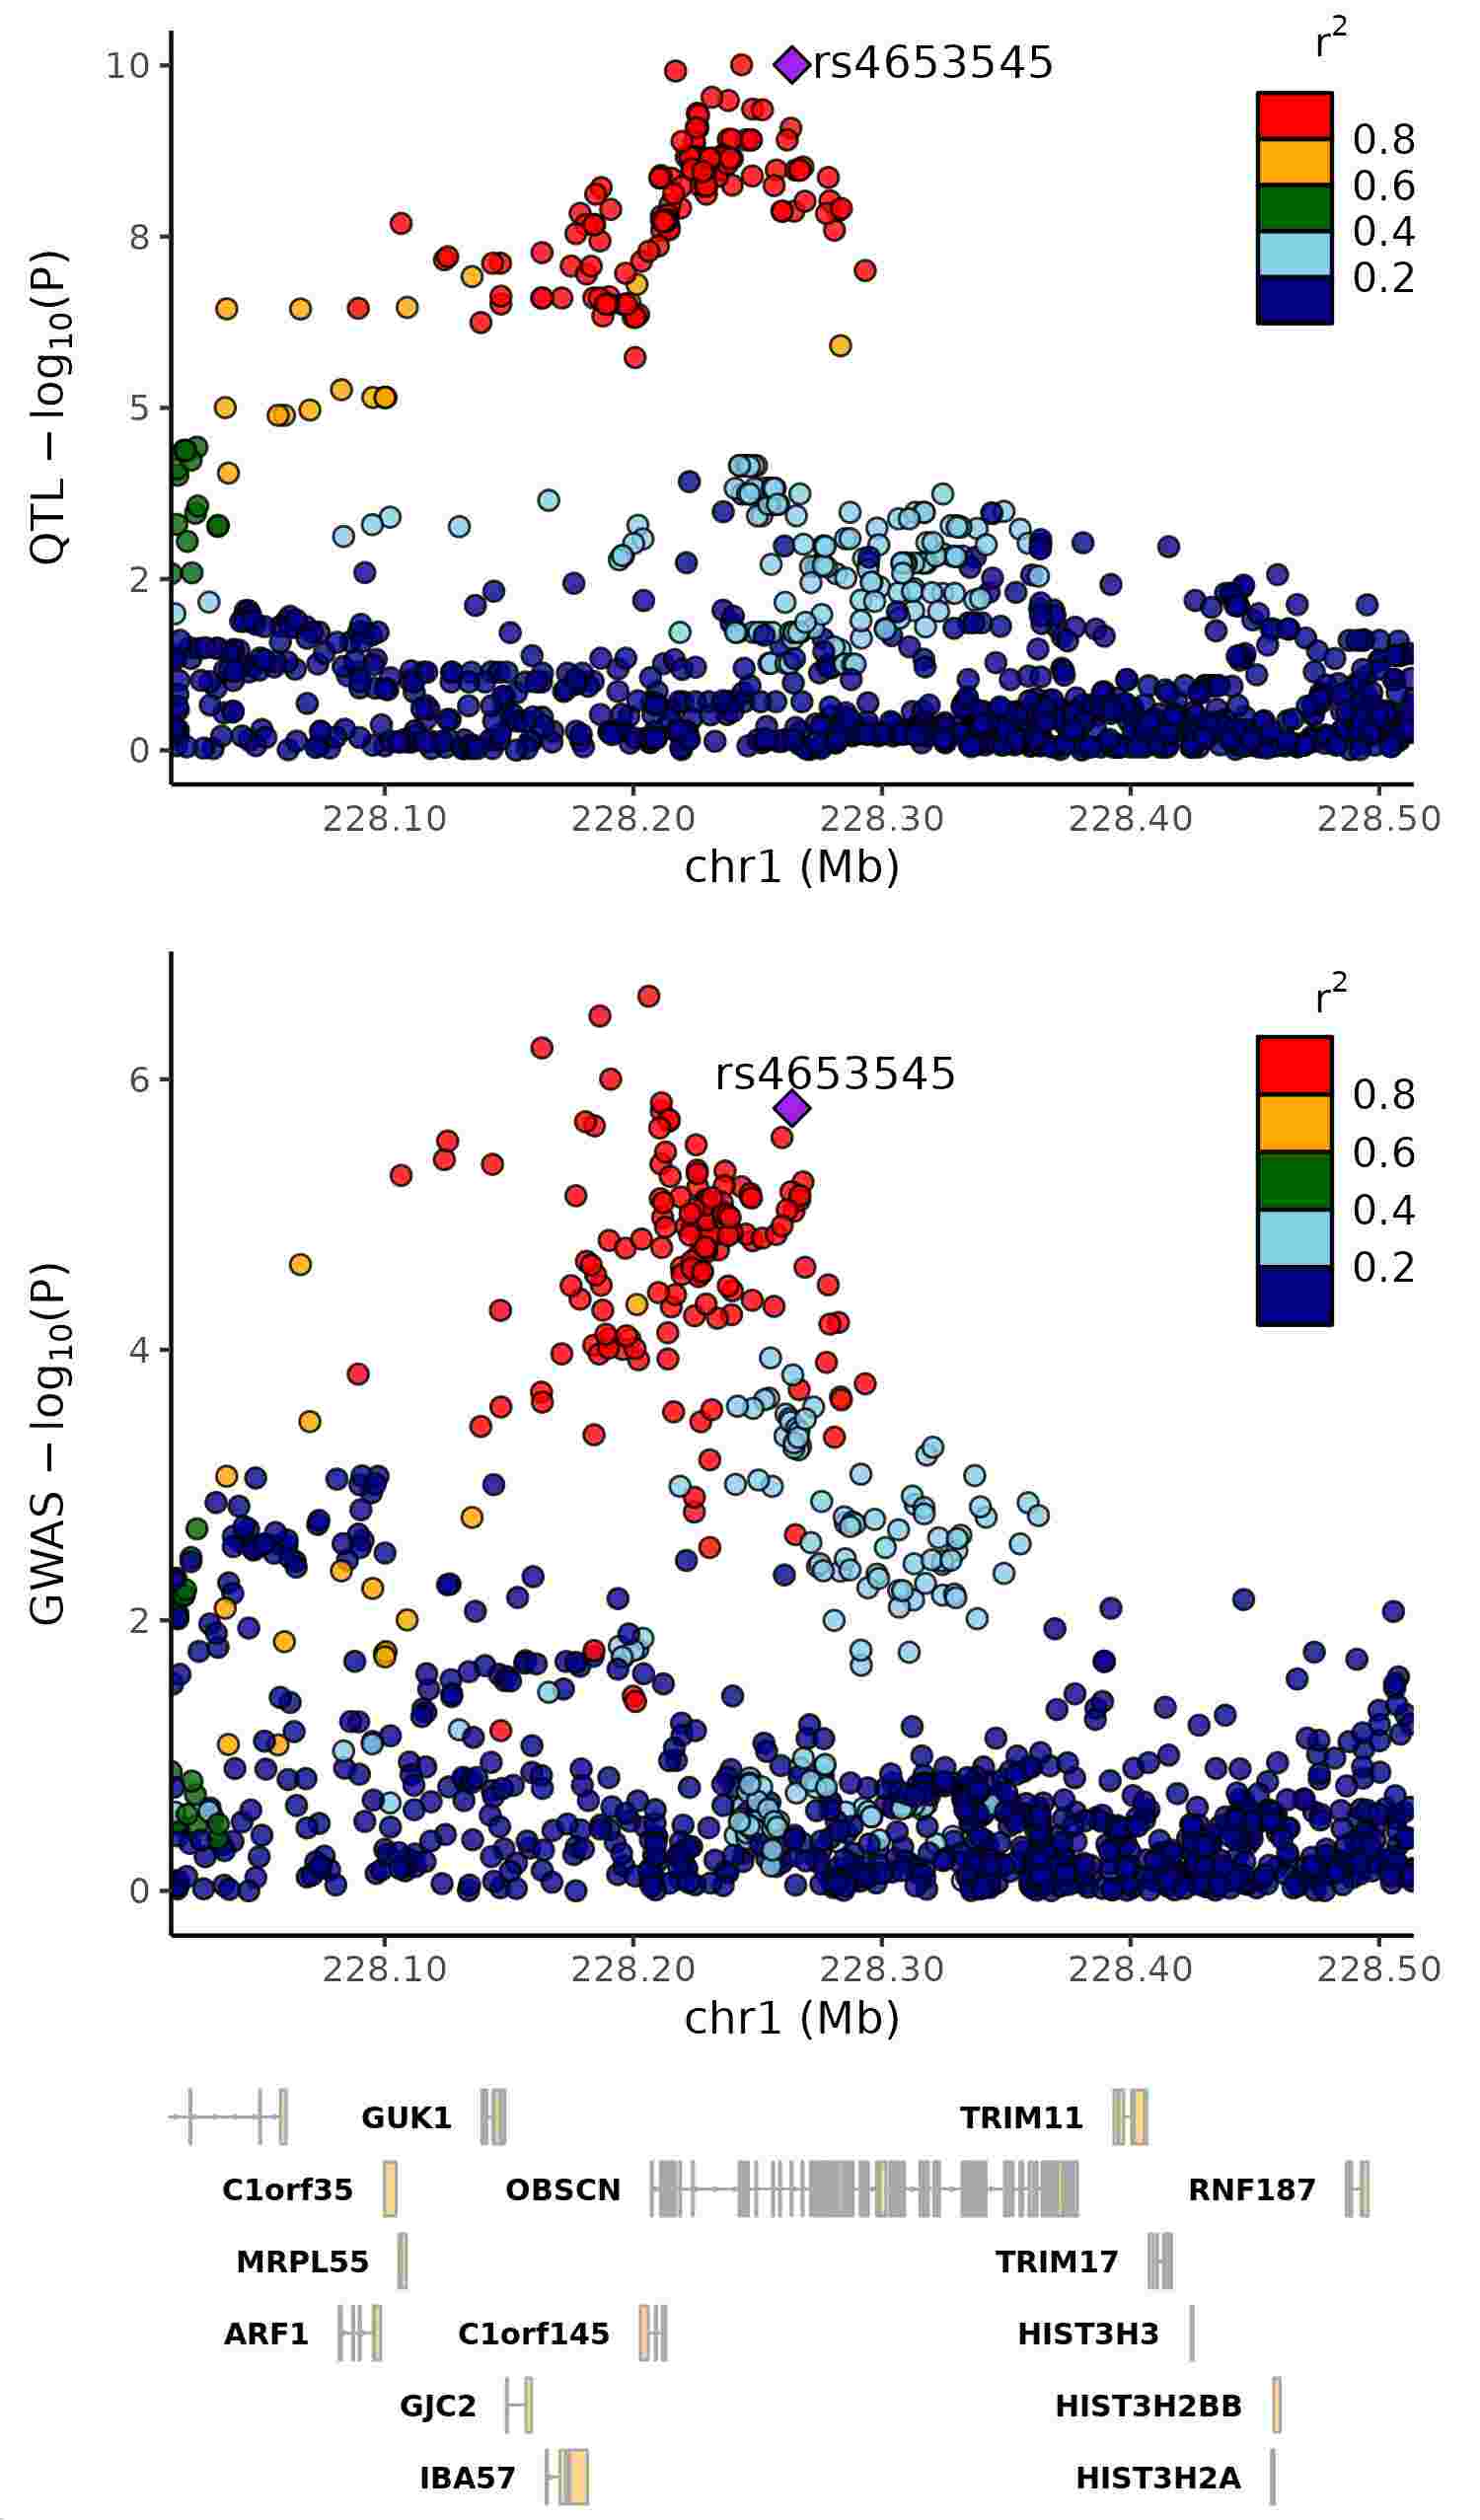 r²
10
rs4653545
0.8
0.6
0.4
0.2
8
5
2
0
QTL −log₁₀(P)
228.10 228.20 228.30 228.40 228.50
chr1 (Mb)
r²
6
rs4653545
0.8
0.6
0.4
0.2
4
2
0
GWAS −log₁₀(P)
228.10 228.20 228.30 228.40 228.50
chr1 (Mb)
GUK1 TRIM11
C1orf35 OBSCN RNF187
MRPL55 TRIM17
ARF1 C1orf145 HIST3H3
GJC2 HIST3H2BB
IBA57 HIST3H2A